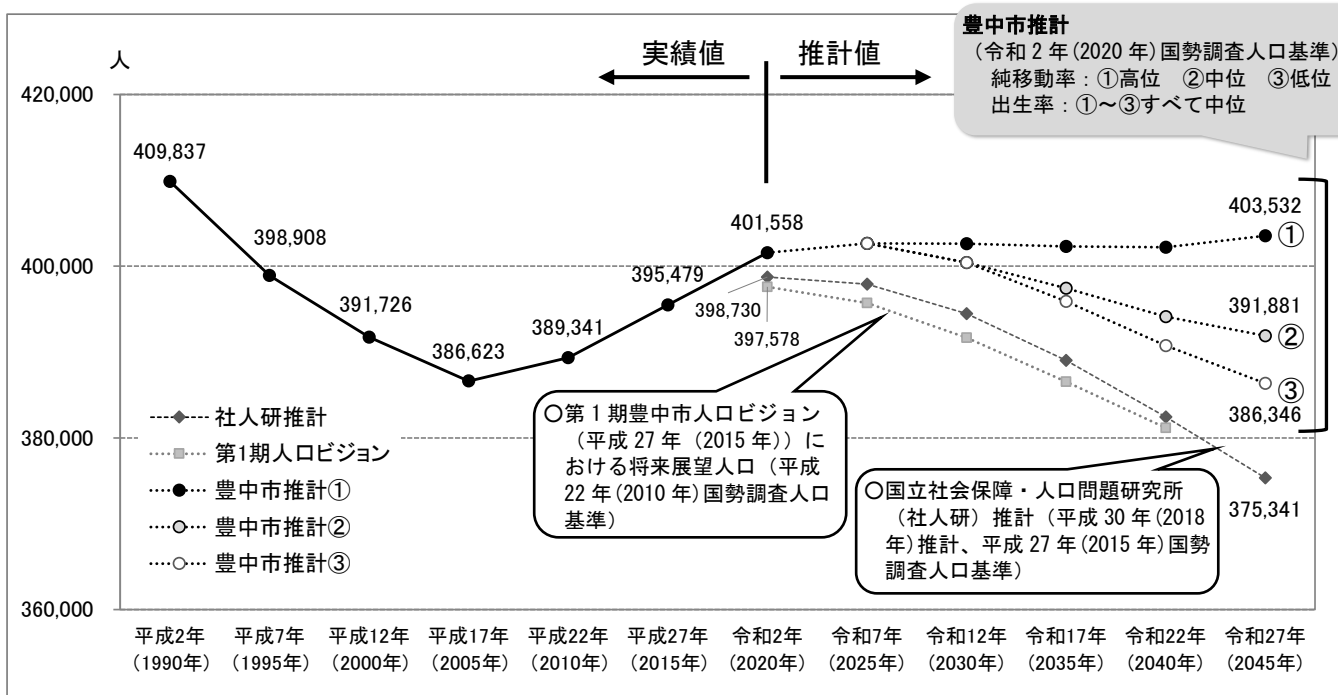 豊中市推計
（令和2年(2020年)国勢調査人口基準）
純移動率：①高位　②中位　③低位
出生率：①～③すべて中位
人
実績値
推計値
420,000
400,000
380,000
360,000
409,837
398,908
391,726
386,623
389,341
395,479
401,558
398,730
397,578
403,532
①
391,881
②
③
386,346
375,341
社人研推計
第1期人口ビジョン
豊中市推計①
豊中市推計②
豊中市推計③
○第1期豊中市人口ビジョン
（平成27年（2015年））に
おける将来展望人口（平成
22年(2010年)国勢調査人口
基準）
○国立社会保障・人口問題研究所
（社人研）推計（平成30年(2018
年)推計、平成27年(2015年)国勢
調査人口基準）
平成2年
（1990年）
平成7年
（1995年）
平成12年
（2000年）
平成17年
（2005年）
平成22年
（2010年）
平成27年
（2015年）
令和2年
（2020年）
令和7年
（2025年）
令和12年
（2030年）
令和17年
（2035年）
令和22年
（2040年）
令和27年
（2045年）